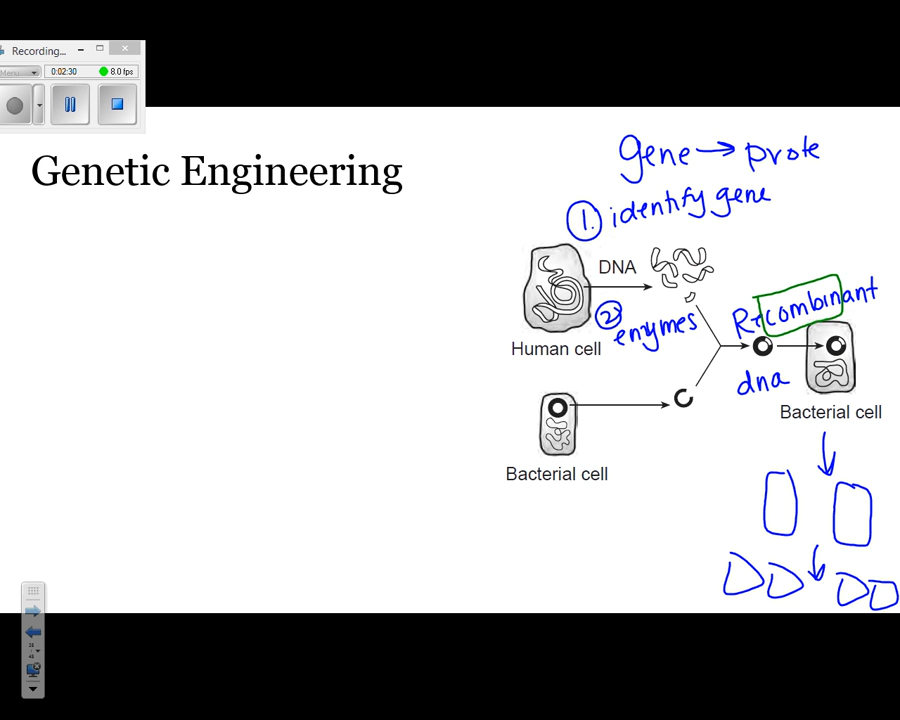 Recording...
Menu
0:02:30
8.0 fps
Genetic Engineering
gene → prote
1. identify gene
DNA
2 enzymes
Human cell
Recombinant
dna
Bacterial cell
Bacterial cell